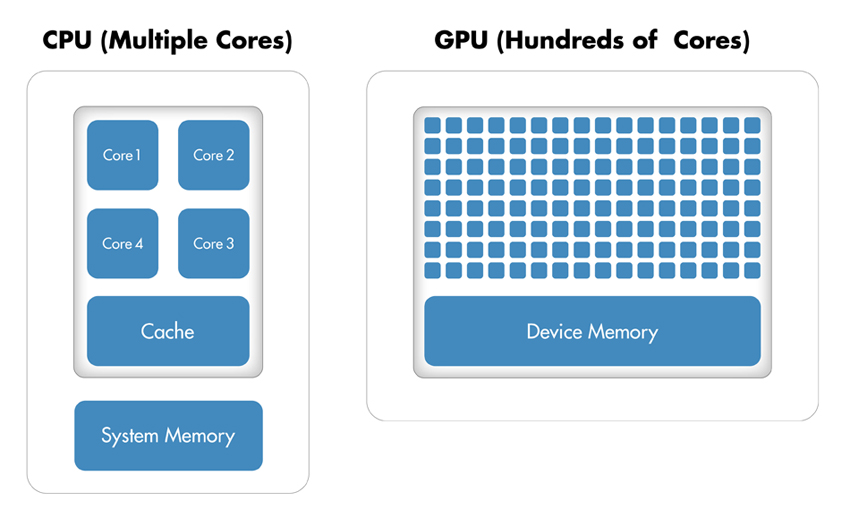 CPU (Multiple Cores)
Core 1
Core 2
Core 4
Core 3
Cache
System Memory
GPU (Hundreds of  Cores)
Device Memory